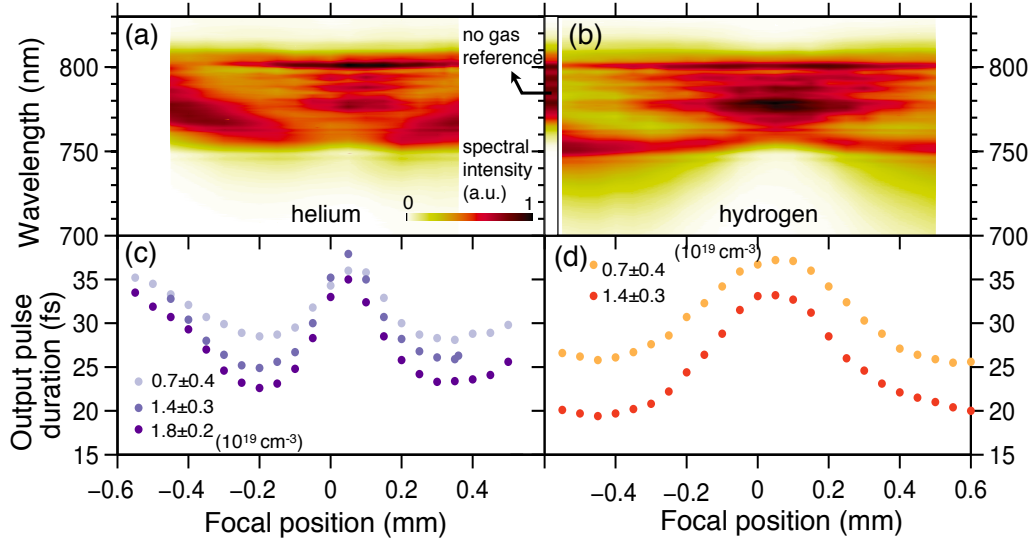 (a)
no gas
reference
(b)
Wavelength (nm)
800
750
700
spectral
intensity
(a.u.)
0
1
helium
hydrogen
800
750
700
(c)
(d)
Output pulse
duration (fs)
35
30
25
20
15
0.7±0.4
1.4±0.3
1.8±0.2 (10¹⁹ cm⁻³)
(10¹⁹ cm⁻³)
0.7±0.4
1.4±0.3
35
30
25
20
15
−0.6
−0.4
−0.2
0
0.2
0.4
−0.4
−0.2
0
0.2
0.4
0.6
Focal position (mm)
Focal position (mm)